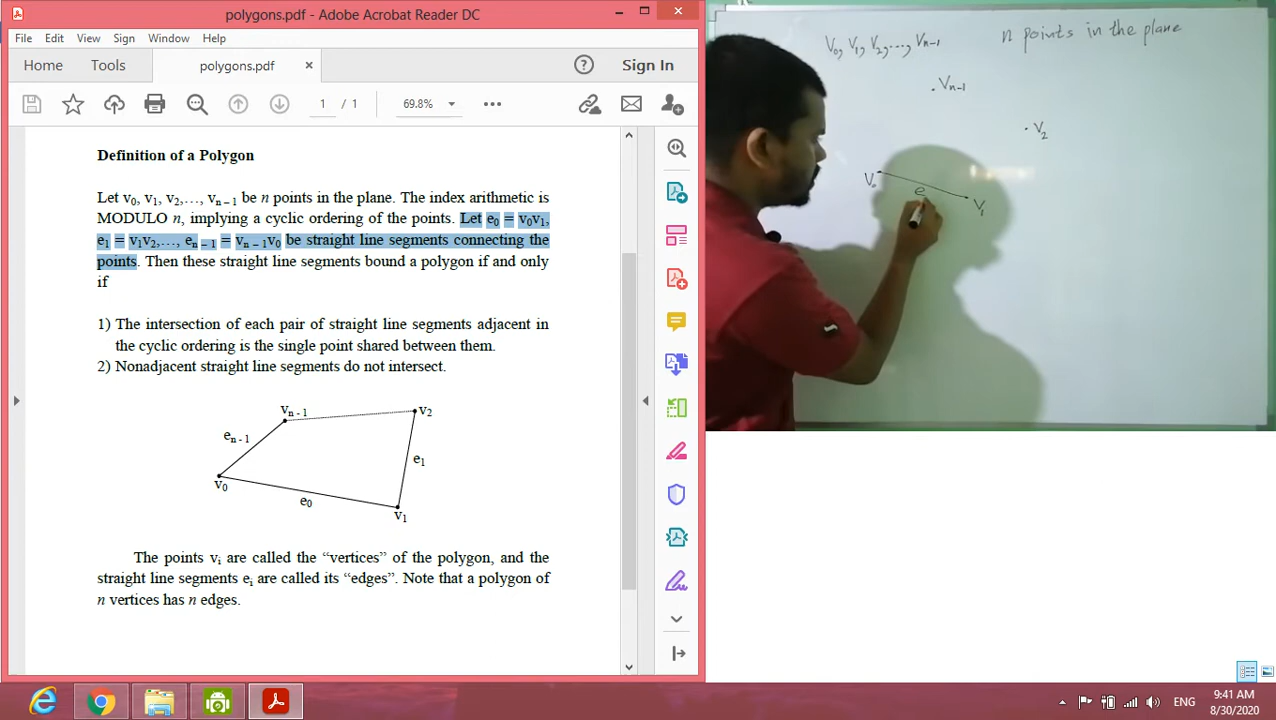 polygons.pdf - Adobe Acrobat Reader DC
File Edit View Sign Window Help
Home Tools polygons.pdf × Sign In
1 / 1 69.8%
Definition of a Polygon
Let v0, v1, v2,…, vn – 1 be n points in the plane. The index arithmetic is
MODULO n, implying a cyclic ordering of the points. Let e0 = v0v1,
e1 = v1v2,…, en – 1 = vn – 1v0 be straight line segments connecting the
points. Then these straight line segments bound a polygon if and only
if
1) The intersection of each pair of straight line segments adjacent in
the cyclic ordering is the single point shared between them.
2) Nonadjacent straight line segments do not intersect.
vn - 1
v2
en - 1
e1
v0
e0
v1
The points vi are called the “vertices” of the polygon, and the
straight line segments ei are called its “edges”. Note that a polygon of
n vertices has n edges.
V0, V1, V2, ..., Vn-1 n points in the plane
Vn-1
V2
V0
e
V1
ENG
9:41 AM
8/30/2020